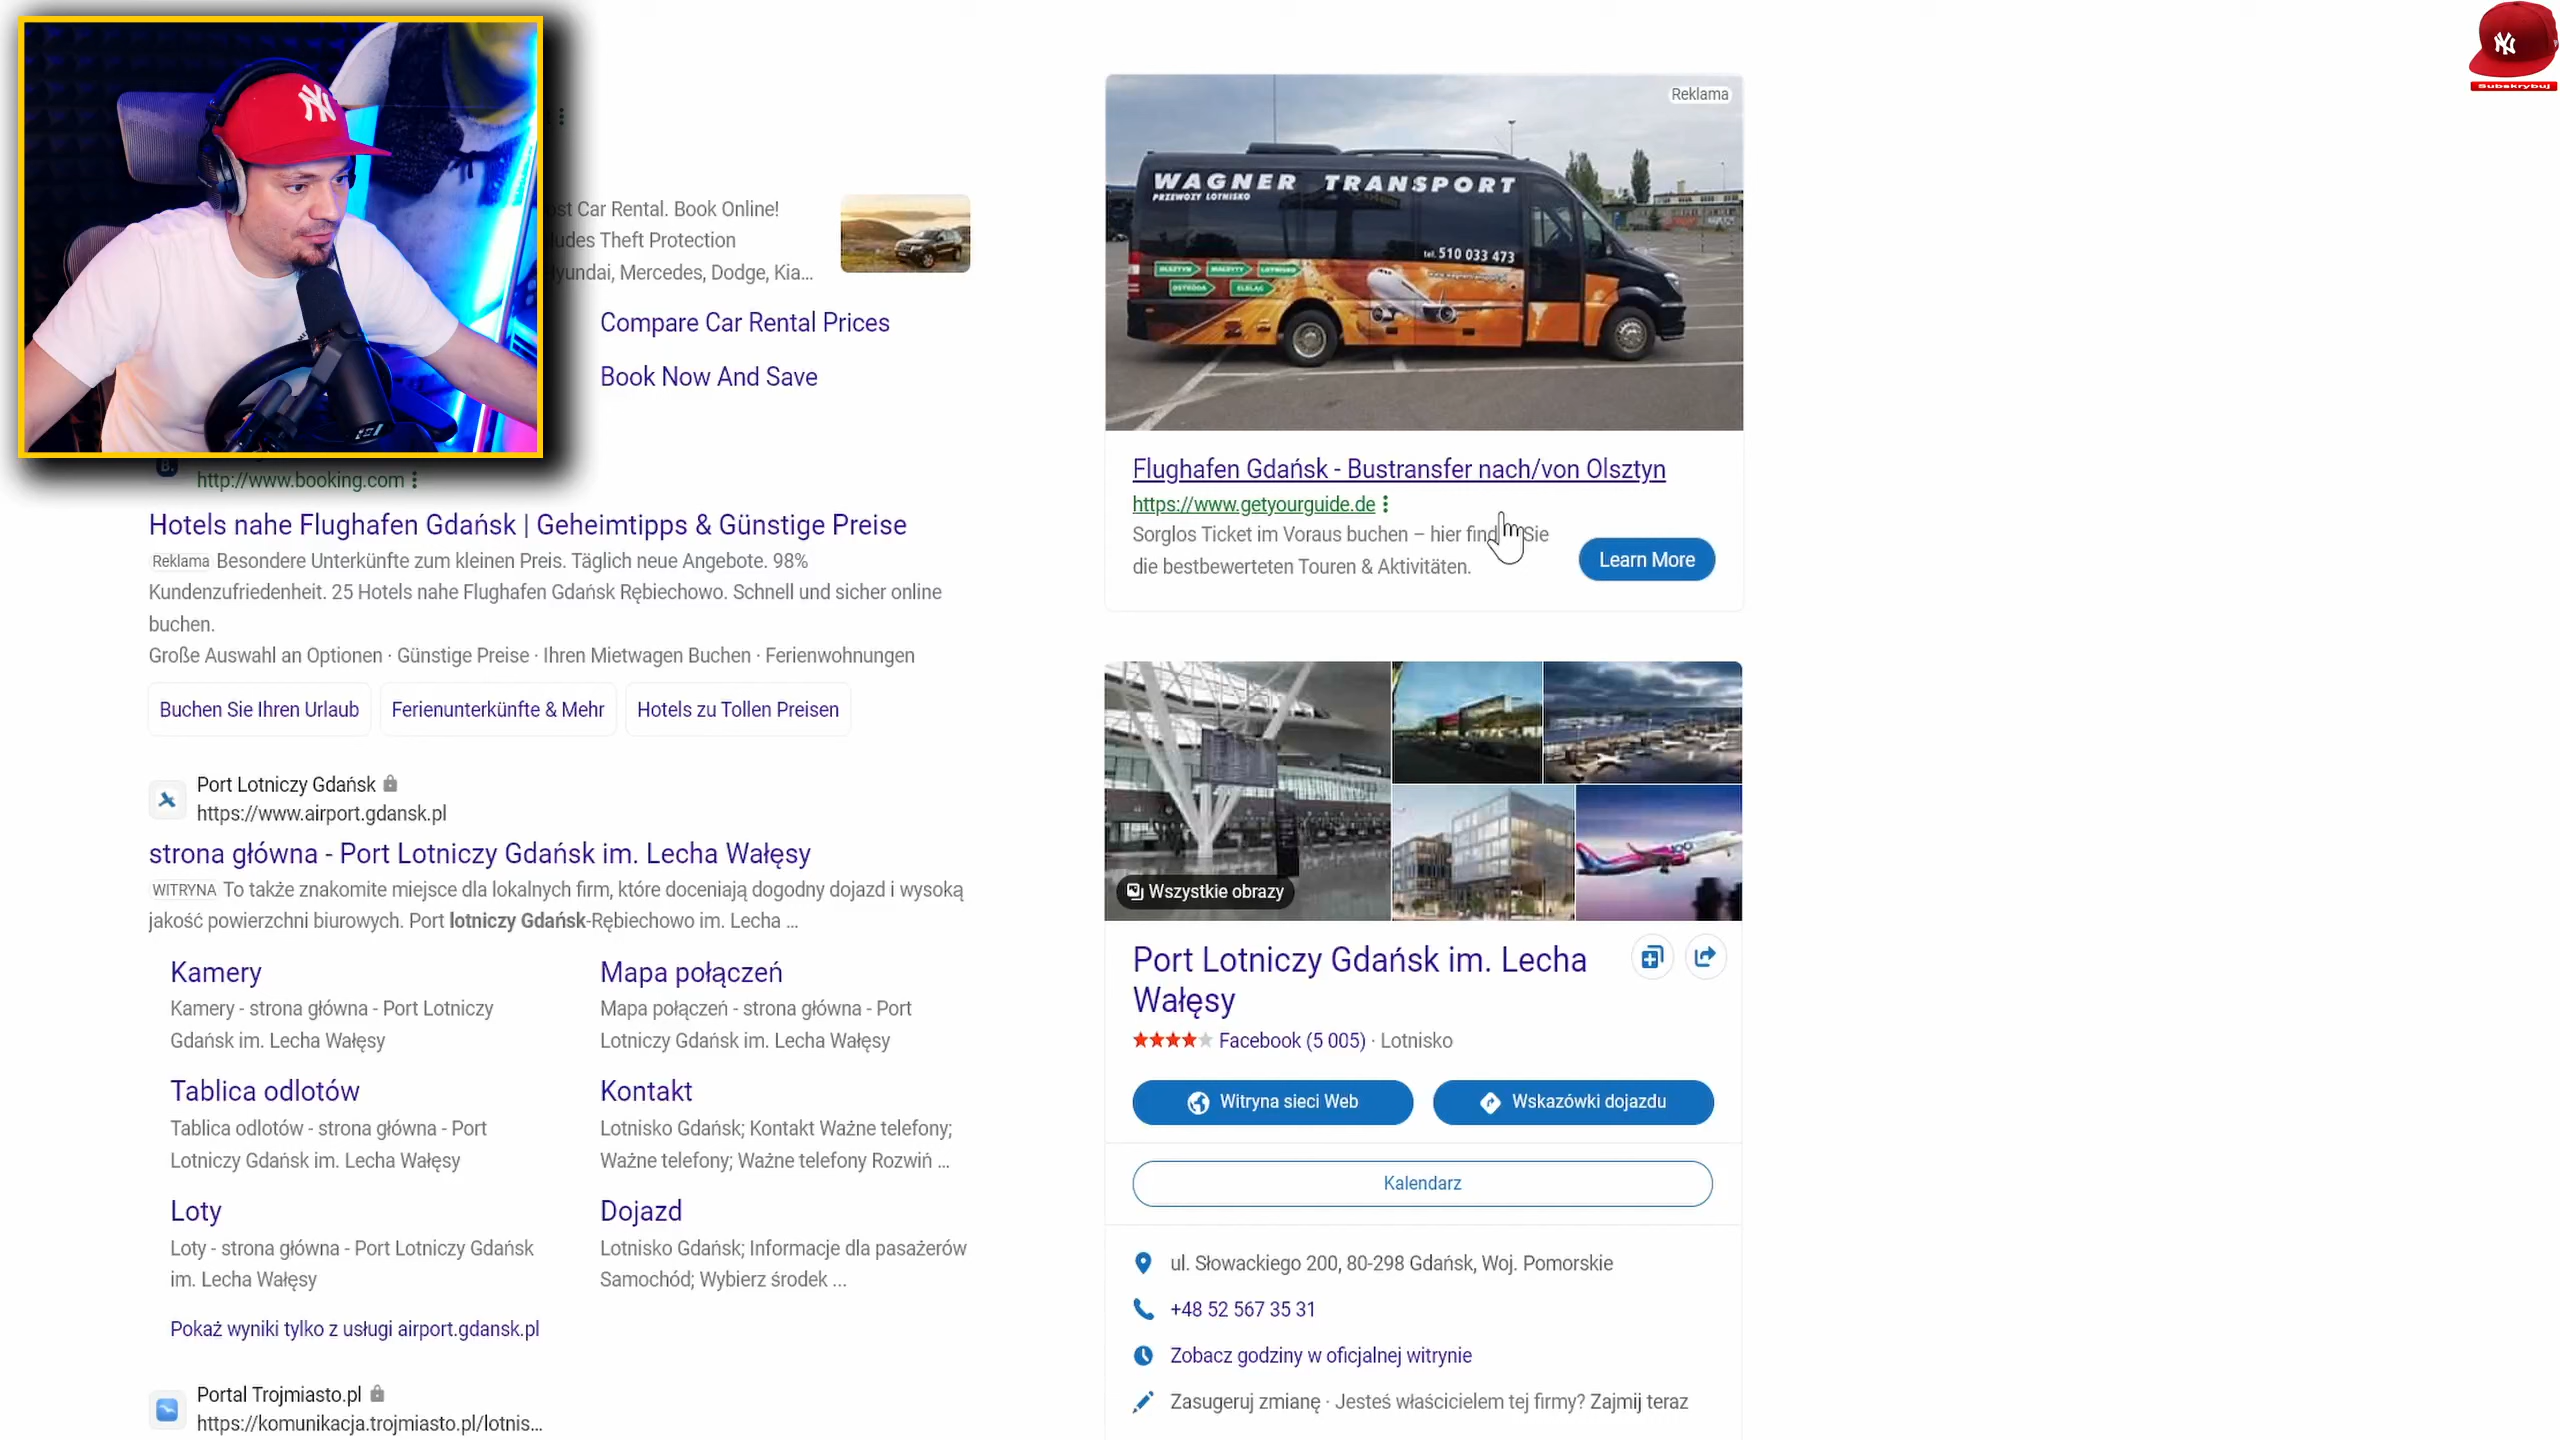 NY
NY
Subskrybuj
ost Car Rental. Book Online!
ludes Theft Protection
Hyundai, Mercedes, Dodge, Kia...
Compare Car Rental Prices
Book Now And Save
http://www.booking.com
Hotels nahe Flughafen Gdańsk | Geheimtipps & Günstige Preise
Reklama Besondere Unterkünfte zum kleinen Preis. Täglich neue Angebote. 98%
Kundenzufriedenheit. 25 Hotels nahe Flughafen Gdańsk Rębiechowo. Schnell und sicher online
buchen.
Große Auswahl an Optionen · Günstige Preise · Ihren Mietwagen Buchen · Ferienwohnungen
Buchen Sie Ihren Urlaub
Ferienunterkünfte & Mehr
Hotels zu Tollen Preisen
Port Lotniczy Gdańsk
https://www.airport.gdansk.pl
strona główna - Port Lotniczy Gdańsk im. Lecha Wałęsy
WITRYNA To także znakomite miejsce dla lokalnych firm, które doceniają dogodny dojazd i wysoką
jakość powierzchni biurowych. Port lotniczy Gdańsk-Rębiechowo im. Lecha ...
Kamery
Kamery - strona główna - Port Lotniczy
Gdańsk im. Lecha Wałęsy
Mapa połączeń
Mapa połączeń - strona główna - Port
Lotniczy Gdańsk im. Lecha Wałęsy
Tablica odlotów
Tablica odlotów - strona główna - Port
Lotniczy Gdańsk im. Lecha Wałęsy
Kontakt
Lotnisko Gdańsk; Kontakt Ważne telefony;
Ważne telefony; Ważne telefony Rozwiń ...
Loty
Loty - strona główna - Port Lotniczy Gdańsk
im. Lecha Wałęsy
Dojazd
Lotnisko Gdańsk; Informacje dla pasażerów
Samochód; Wybierz środek ...
Pokaż wyniki tylko z usługi airport.gdansk.pl
Portal Trojmiasto.pl
https://komunikacja.trojmiasto.pl/lotnis...
Reklama
WAGNER TRANSPORT
PRZEWOZY LOTNISKO
tel. 510 033 473
OLSZTYN
MALBORK
LOTNISKO
OSTRÓDA
ELBLĄG
Flughafen Gdańsk - Bustransfer nach/von Olsztyn
https://www.getyourguide.de
Sorglos Ticket im Voraus buchen – hier find Sie
die bestbewerteten Touren & Aktivitäten.
Learn More
Wszystkie obrazy
Port Lotniczy Gdańsk im. Lecha
Wałęsy
Facebook (5 005) · Lotnisko
Witryna sieci Web
Wskazówki dojazdu
Kalendarz
ul. Słowackiego 200, 80-298 Gdańsk, Woj. Pomorskie
+48 52 567 35 31
Zobacz godziny w oficjalnej witrynie
Zasugeruj zmianę · Jesteś właścicielem tej firmy? Zajmij teraz